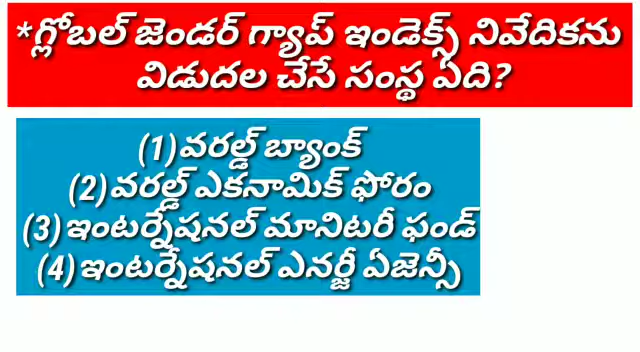 *గ్లోబల్ జెండర్ గ్యాప్ ఇండెక్స్ నివేదికను
విడుదల చేసే సంస్థ ఏది?
(1)వరల్డ్ బ్యాంక్
(2)వరల్డ్ ఎకనామిక్ ఫోరం
(3)ఇంటర్నేషనల్ మానిటరీ ఫండ్
(4)ఇంటర్నేషనల్ ఎనర్జీ ఏజెన్సీ